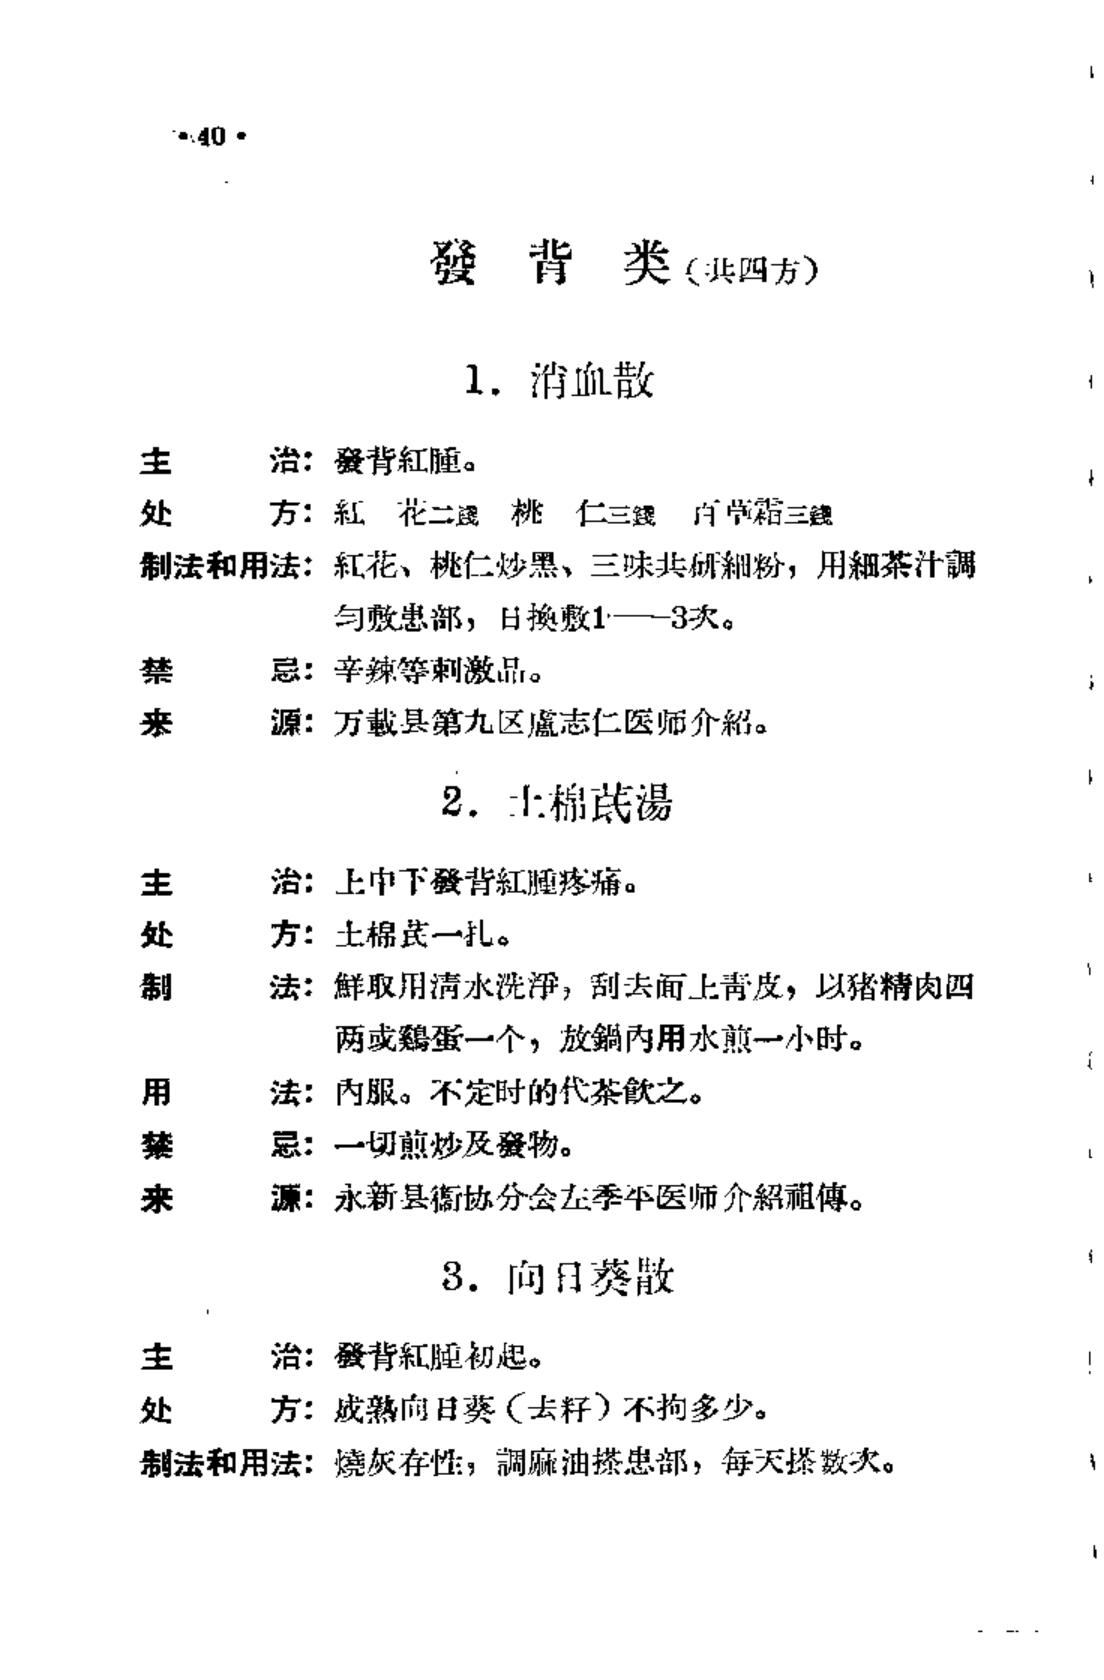 • 40 •
發 背 类（共四方）
1. 消血散
主 治：發背紅腫。
处 方：紅 花二錢 桃 仁三錢 百草霜三錢
制法和用法：紅花、桃仁炒黑、三味共研細粉，用細茶汁調
勻敷患部，日換敷1——3次。
禁 忌：辛辣等刺激品。
来 源：万載县第九区盧志仁医师介紹。
2. 土棉芪湯
主 治：上中下發背紅腫疼痛。
处 方：土棉芪一扎。
制 法：鮮取用清水洗淨，刮去面上靑皮，以猪精肉四
两或鷄蛋一个，放鍋內用水煎一小时。
用 法：內服。不定时的代茶飮之。
禁 忌：一切煎炒及發物。
来 源：永新县衞协分会左季平医师介紹祖傳。
3. 向日葵散
主 治：發背紅腫初起。
处 方：成熟向日葵（去籽）不拘多少。
制法和用法：燒灰存性，調麻油搽患部，每天搽数次。